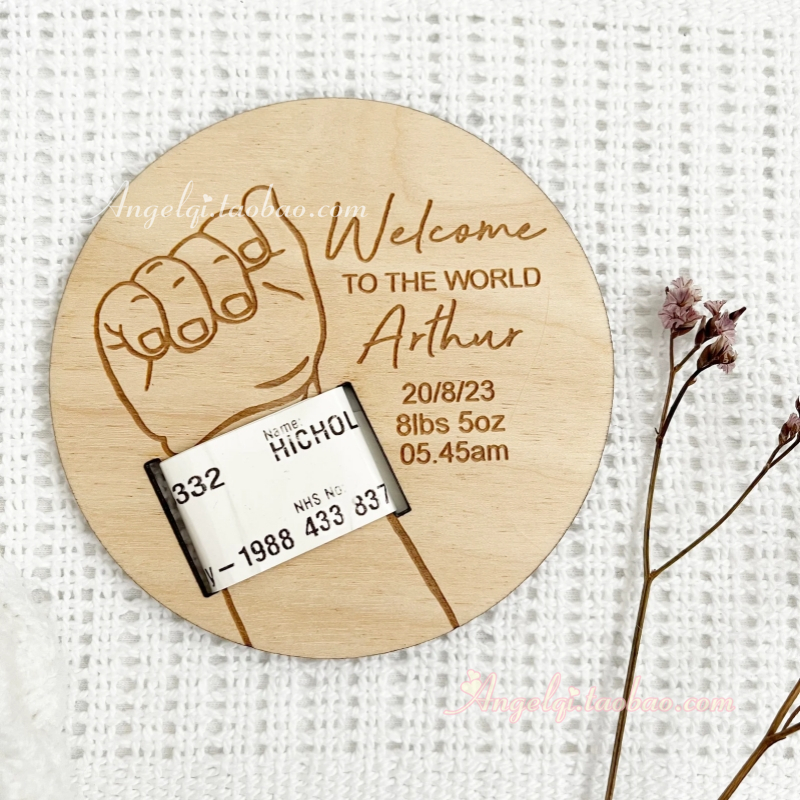 Angelqi.taobao.com
Welcome
TO THE WORLD
Arthur
20/8/23
8lbs 5oz
05.45am
Name:
HICHOL
332
NHS No:
-1988 433 837
Angelqi.taobao.com